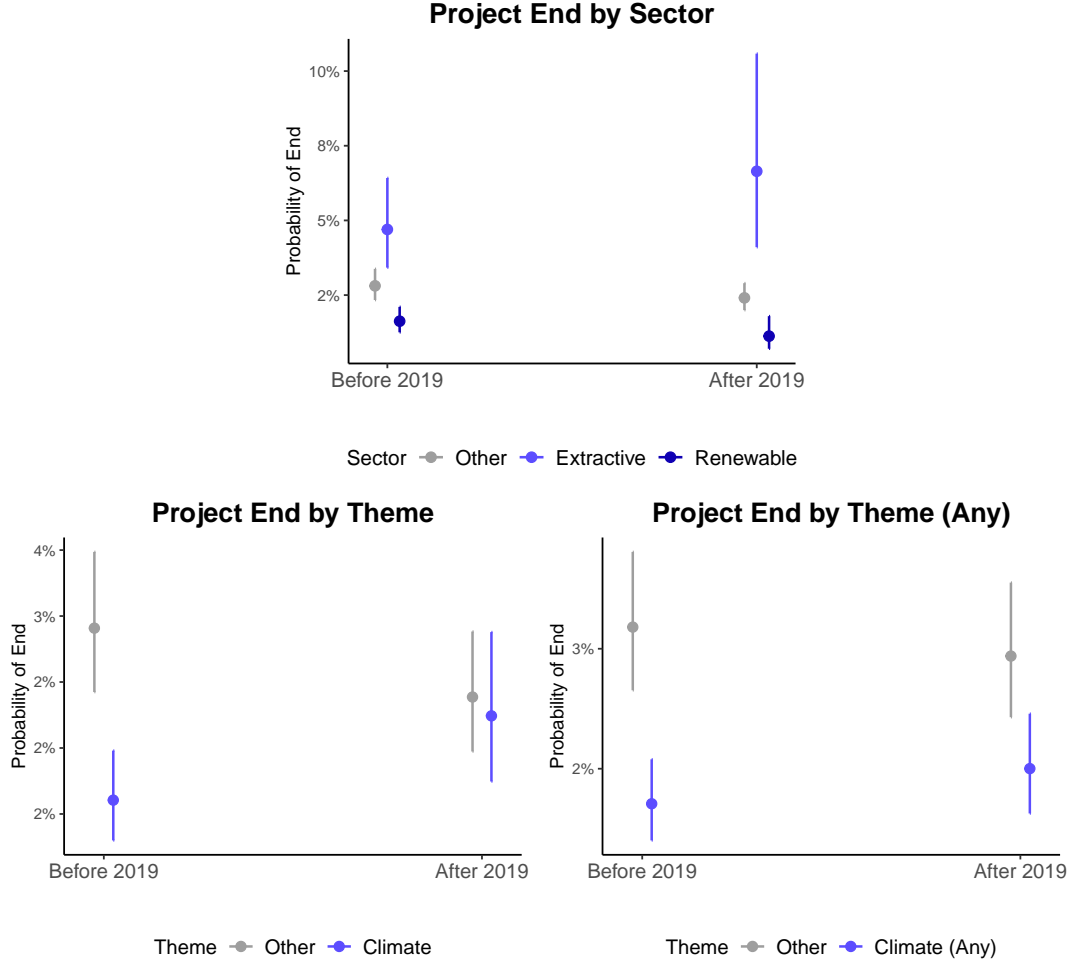 Project End by Sector
Probability of End
10%
8%
5%
2%
Before 2019
After 2019
Sector Other Extractive Renewable
Project End by Theme
Probability of End
4%
3%
2%
2%
2%
Before 2019
After 2019
Theme Other Climate
Project End by Theme (Any)
Probability of End
3%
2%
Before 2019
After 2019
Theme Other Climate (Any)